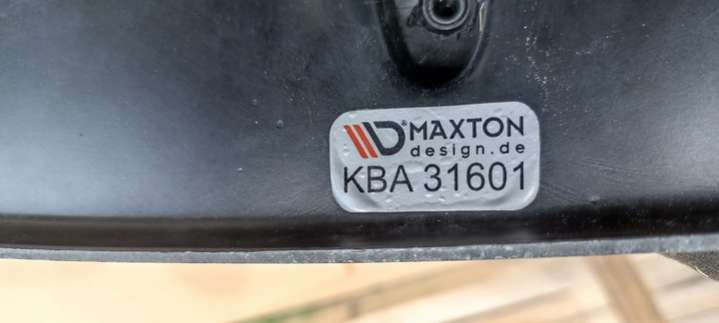 MAXTON
design.de
KBA 31601